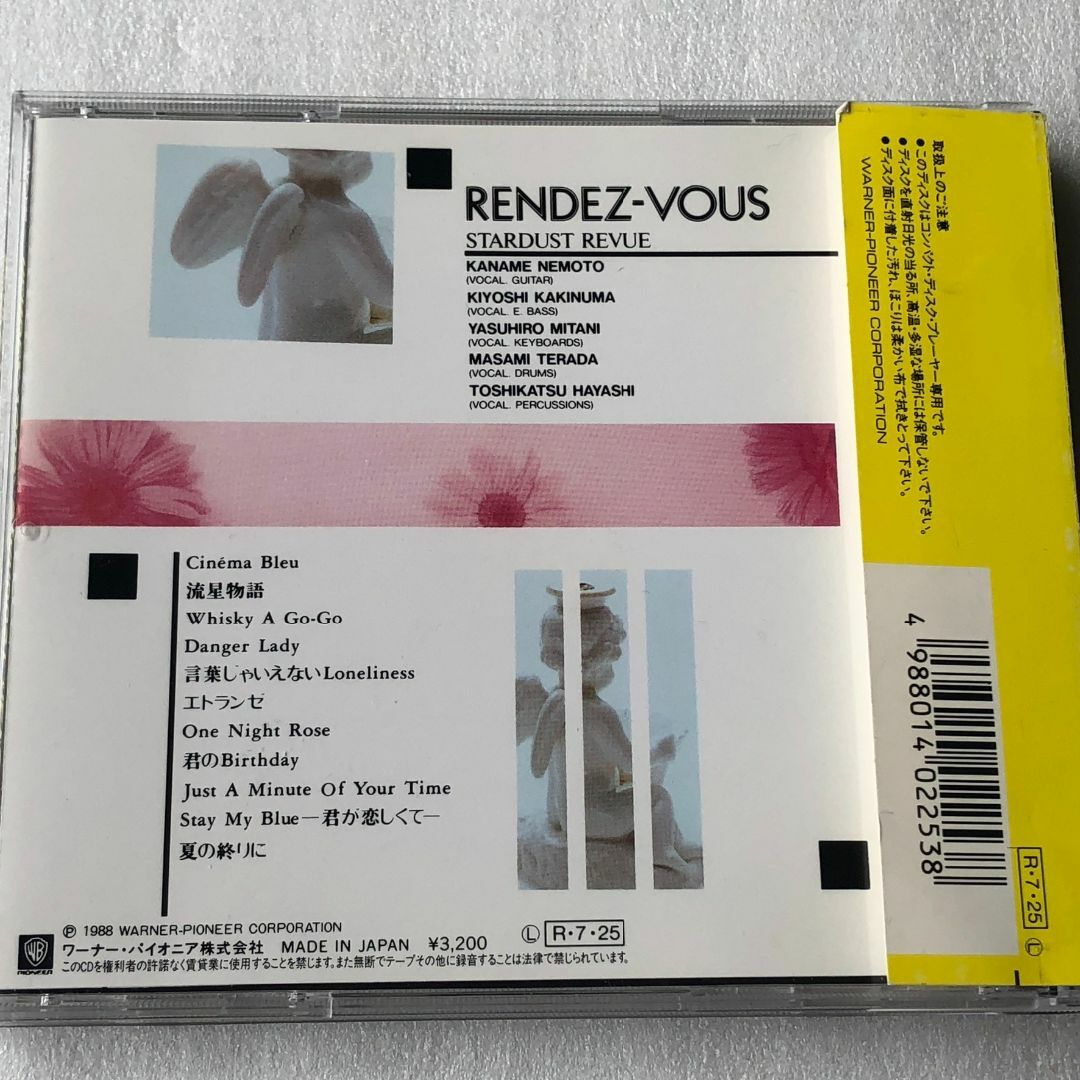 RENDEZ-VOUS
STARDUST REVUE
KANAME NEMOTO
(VOCAL. GUITAR)
KIYOSHI KAKINUMA
(VOCAL. E. BASS)
YASUHIRO MITANI
(VOCAL. KEYBOARDS)
MASAMI TERADA
(VOCAL. DRUMS)
TOSHIKATSU HAYASHI
(VOCAL. PERCUSSIONS)
Cinéma Bleu
流星物語
Whisky A Go-Go
Danger Lady
言葉じゃいえないLoneliness
エトランゼ
One Night Rose
君のBirthday
Just A Minute Of Your Time
Stay My Blue—君が恋しくて—
夏の終りに
Ⓟ 1988 WARNER-PIONEER CORPORATION
ワーナー・パイオニア株式会社 MADE IN JAPAN ¥3,200 Ⓛ R・7・25
このCDを権利者の許諾なく賃貸業に使用することを禁じます。また無断でテープその他に録音することは法律で禁じられています。
WB
PIONEER
取扱上のご注意
●このディスクはコンパクト・ディスク・プレーヤー専用です。
●ディスクを直射日光の当る所、高温・多湿な場所には保管しないで下さい。
●ディスク面に付着した汚れ、ほこりは柔かい布で拭きとって下さい。
WARNER-PIONEER CORPORATION
4 988014 022538
R・7・25 Ⓛ